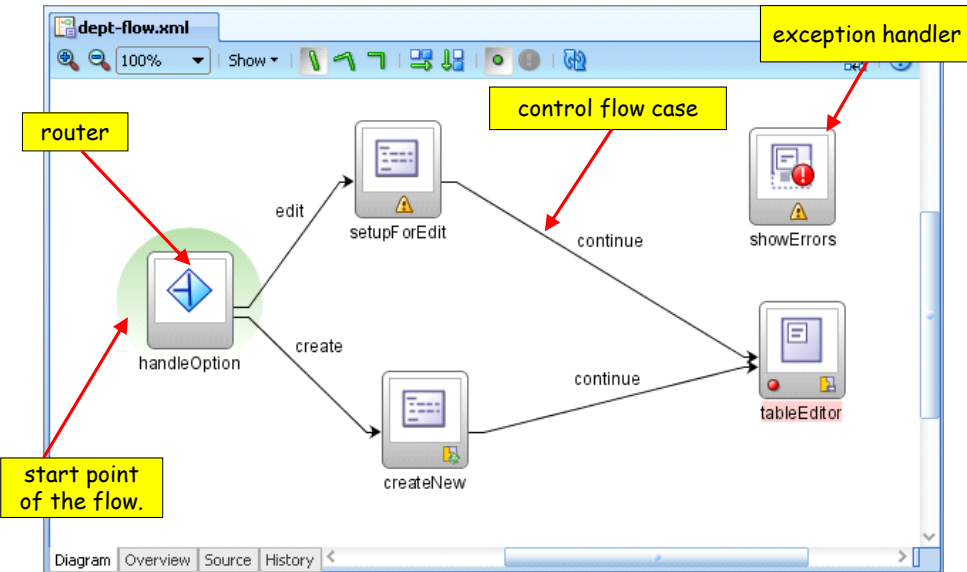 dept-flow.xml
exception handler
100%
Show
control flow case
router
edit
setupForEdit
continue
showErrors
handleOption
create
continue
tableEditor
start point
of the flow.
createNew
Diagram Overview Source History